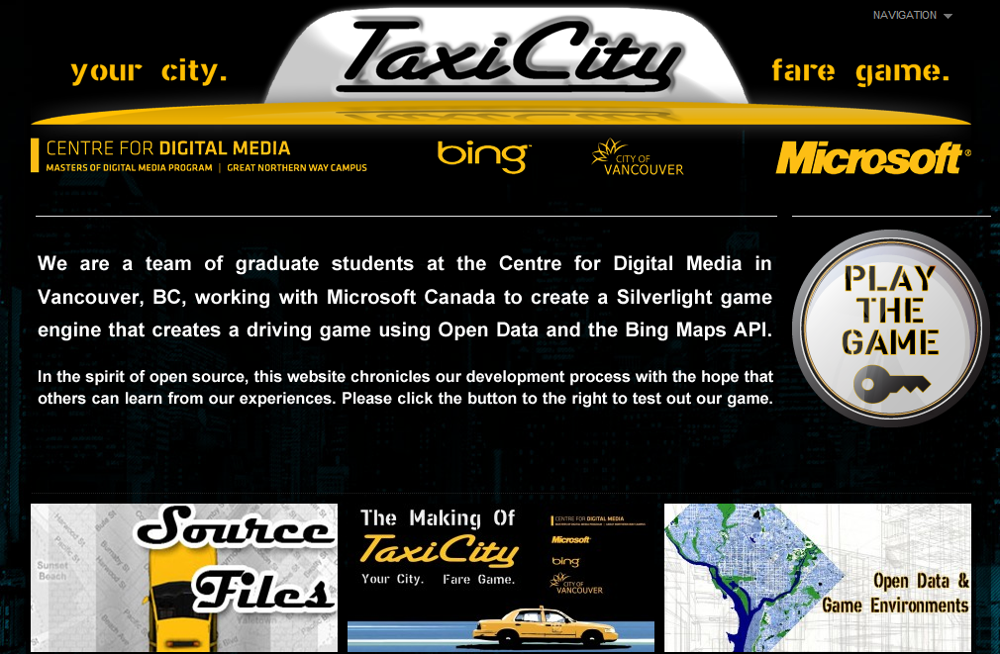 NAVIGATION
TaxiCity
your city.
fare game.
CENTRE FOR DIGITAL MEDIA
MASTERS OF DIGITAL MEDIA PROGRAM | GREAT NORTHERN WAY CAMPUS
bing™
CITY OF
VANCOUVER
Microsoft®
We are a team of graduate students at the Centre for Digital Media in
Vancouver, BC, working with Microsoft Canada to create a Silverlight game
engine that creates a driving game using Open Data and the Bing Maps API.
In the spirit of open source, this website chronicles our development process with the hope that
others can learn from our experiences. Please click the button to the right to test out our game.
PLAY
THE
GAME
Source
Files
Sunset
Beach
The Making Of
TaxiCity
Your City. Fare Game.
CENTRE FOR DIGITAL MEDIA
Microsoft
bing
CITY OF
VANCOUVER
Open Data &
Game Environments